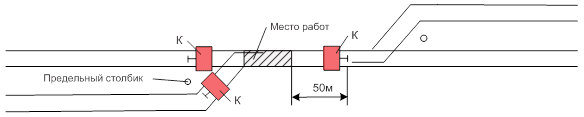 Место работ
К
К
Предельный столбик
К
50м